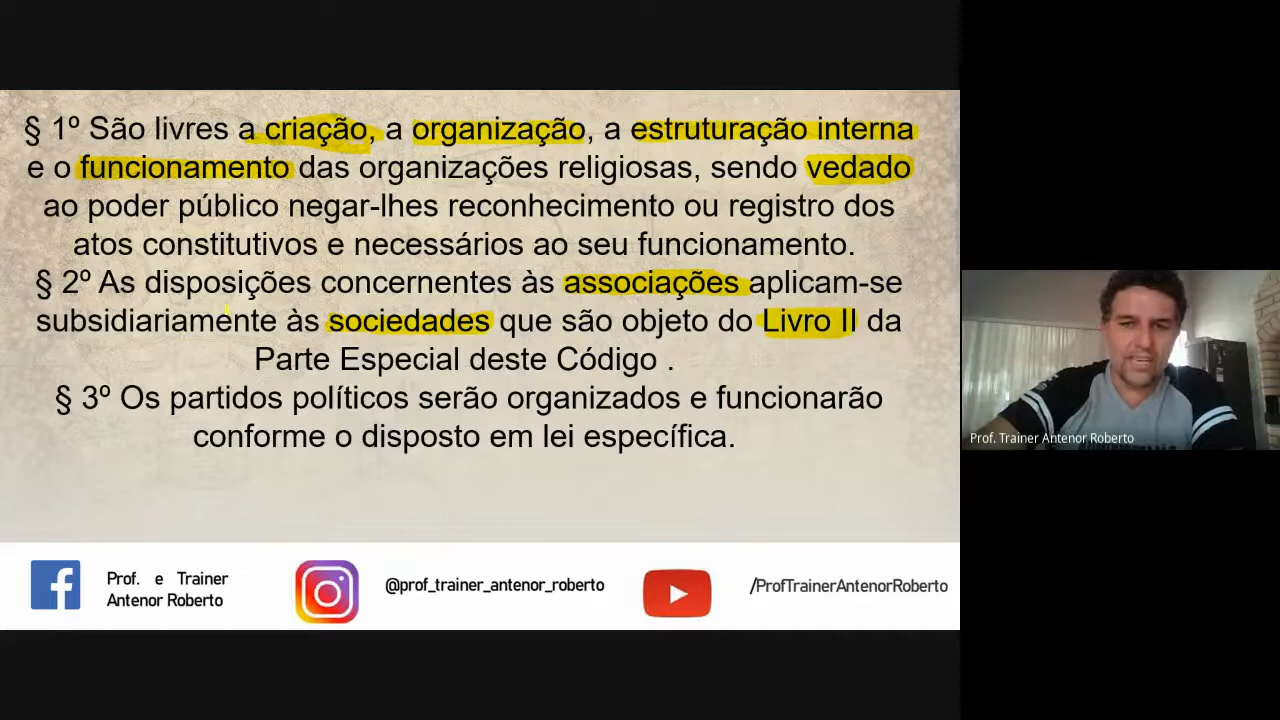 § 1º São livres a criação, a organização, a estruturação interna
e o funcionamento das organizações religiosas, sendo vedado
ao poder público negar-lhes reconhecimento ou registro dos
atos constitutivos e necessários ao seu funcionamento.
§ 2º As disposições concernentes às associações aplicam-se
subsidiariamente às sociedades que são objeto do Livro II da
Parte Especial deste Código .
§ 3º Os partidos políticos serão organizados e funcionarão
conforme o disposto em lei específica.
Prof. e Trainer
Antenor Roberto
@prof_trainer_antenor_roberto
/ProfTrainerAntenorRoberto
Prof. Trainer Antenor Roberto